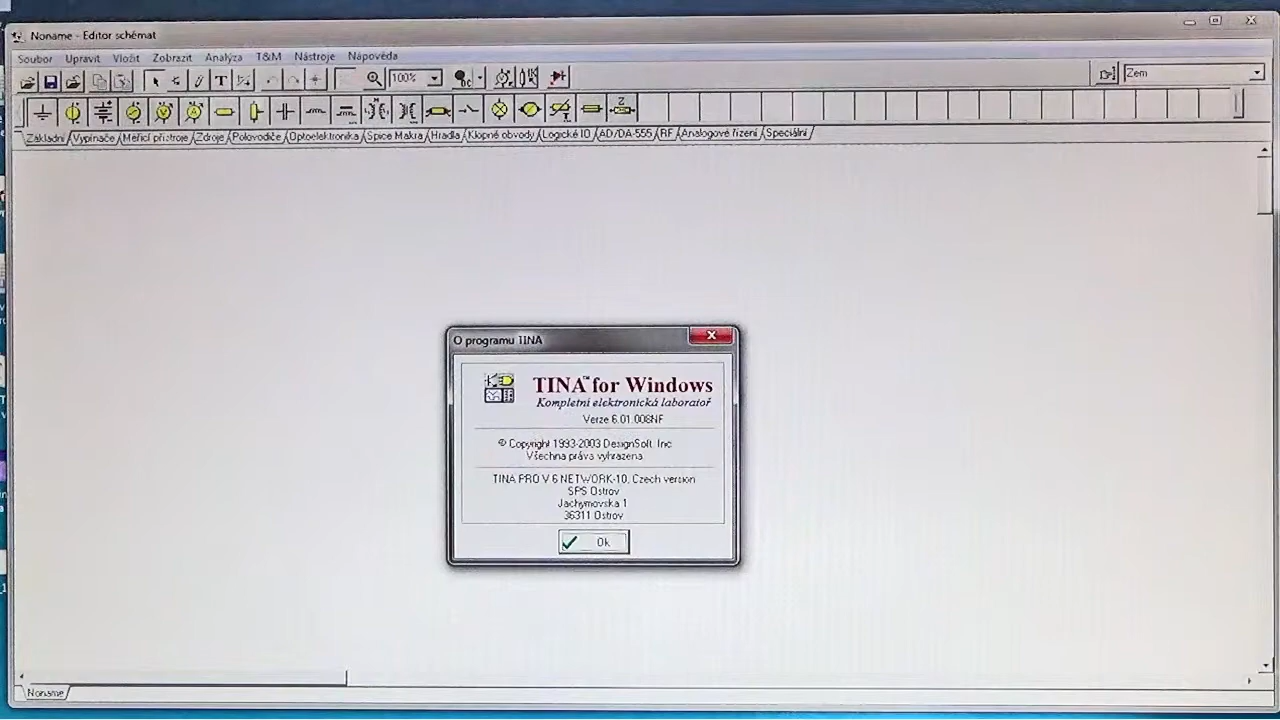 Noname - Editor schémat
Soubor Upravit Vložit Zobrazit Analýza T&M Nástroje Nápověda
T 100% DC Zem
Základní Vypínače Měřicí přístroje Zdroje Polovodiče Optoelektronika Spice Makra Hradla Klopné obvody Logické IO AD/DA-555 RF Analogové řízení Speciální
O programu TINA
TINA™ for Windows
Kompletní elektronická laboratoř
Verze 6.01.008NF
© Copyright 1993-2003 DesignSoft, Inc.
Všechna práva vyhrazena.
TINA PRO V 6 NETWORK-10, Czech version
SPS Ostrov
Jachymovska 1
36311 Ostrov
Ok
Noname